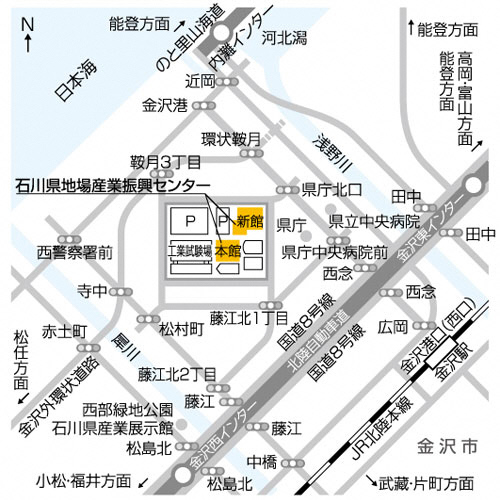 N
能登方面
のと里山海道
内灘インター
河北潟
能登方面
日本海
近岡
金沢港
高岡・富山方面
能登方面
環状鞍月
浅野川
鞍月3丁目
石川県地場産業振興センター
県庁北口
田中
P
P
新館
県庁
県立中央病院
金沢東インター
田中
西警察署前
工業試験場
本館
県庁中央病院前
西念
寺中
西念
赤土町
松村町
藤江北1丁目
国道8号線
北陸自動車道
国道8号線
広岡
金沢港口(西口)
金沢駅
松任方面
犀川
金沢外環状道路
藤江北2丁目
藤江
JR北陸本線
西部緑地公園
石川県産業展示館
金沢西インター
藤江
金沢市
松島北
中橋
小松・福井方面
松島北
武蔵・片町方面